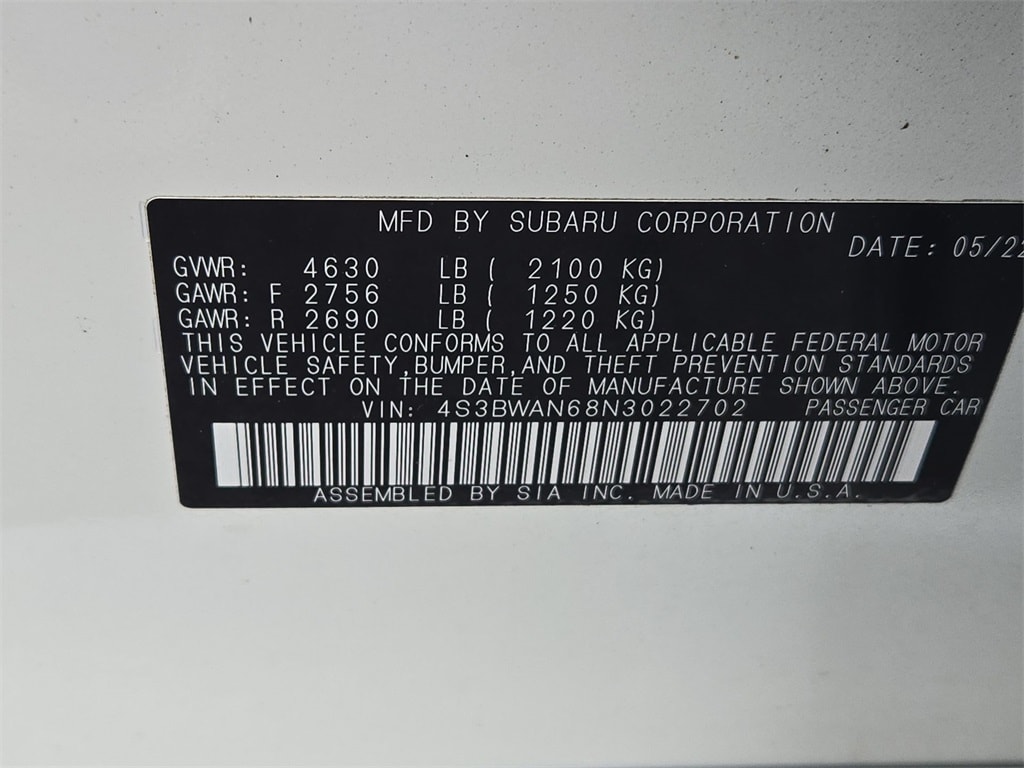 MFD BY SUBARU CORPORATION
DATE: 05/22
GVWR: 4630 LB ( 2100 KG)
GAWR: F 2756 LB ( 1250 KG)
GAWR: R 2690 LB ( 1220 KG)
THIS VEHICLE CONFORMS TO ALL APPLICABLE FEDERAL MOTOR
VEHICLE SAFETY, BUMPER, AND THEFT PREVENTION STANDARDS
IN EFFECT ON THE DATE OF MANUFACTURE SHOWN ABOVE.
VIN: 4S3BWAN68N3022702 PASSENGER CAR
ASSEMBLED BY SIA INC. MADE IN U.S.A.